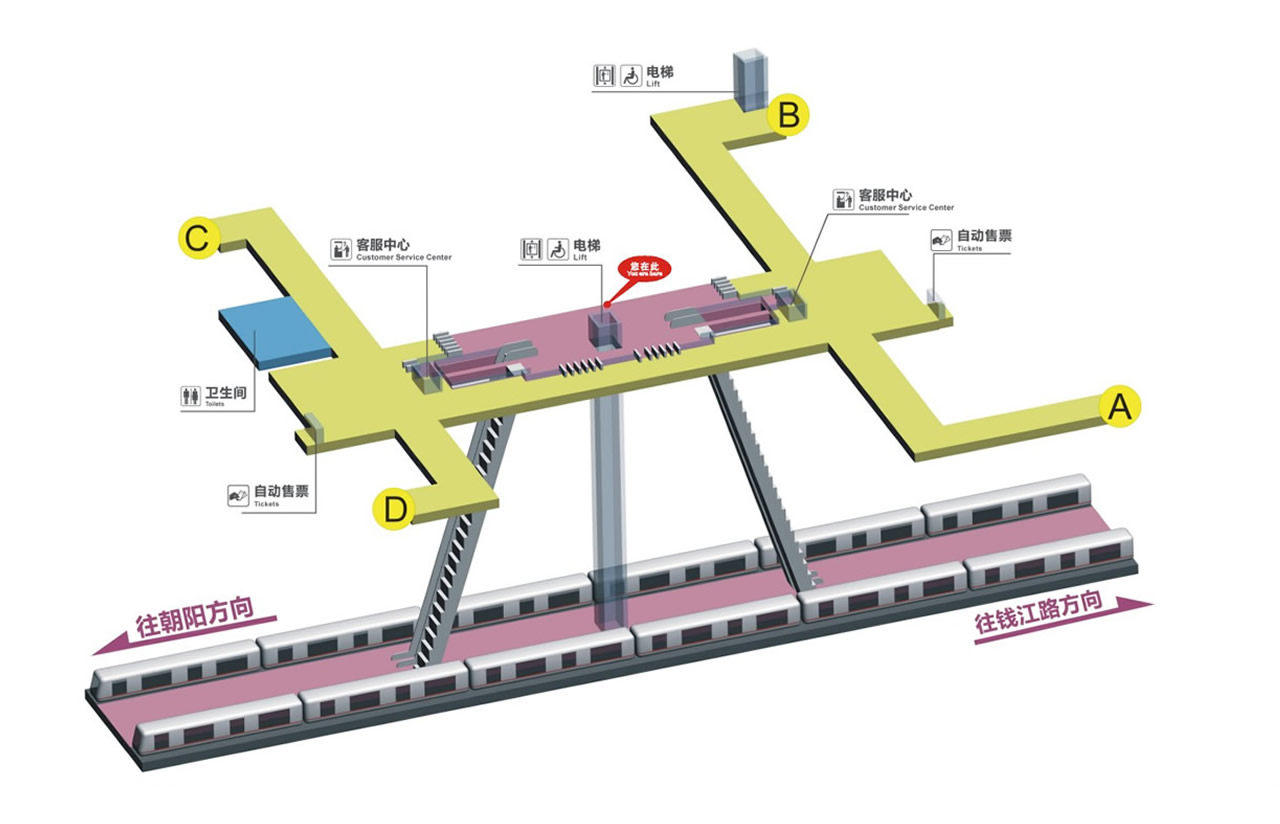 电梯
Lift
B
客服中心
Customer Service Center
C
客服中心
Customer Service Center
电梯
Lift
您在此
You are here
自动售票
Tickets
卫生间
Toilets
A
自动售票
Tickets
D
往朝阳方向
往钱江路方向